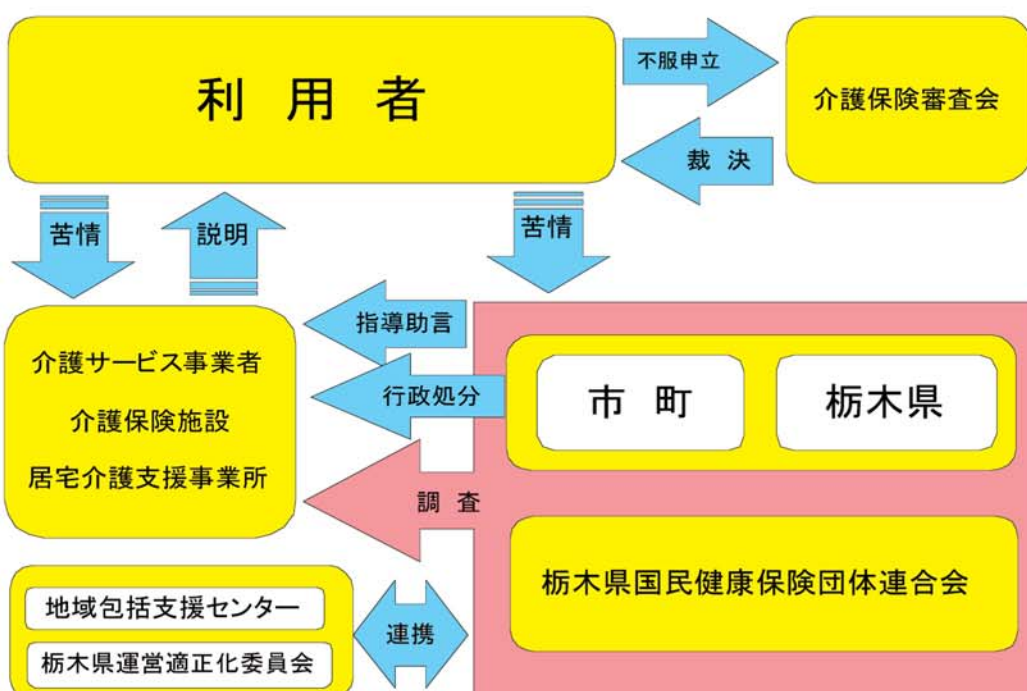 利用者
不服申立
介護保険審査会
裁決
苦情
説明
苦情
指導助言
行政処分
調査
介護サービス事業者
介護保険施設
居宅介護支援事業所
市町
栃木県
栃木県国民健康保険団体連合会
地域包括支援センター
栃木県運営適正化委員会
連携